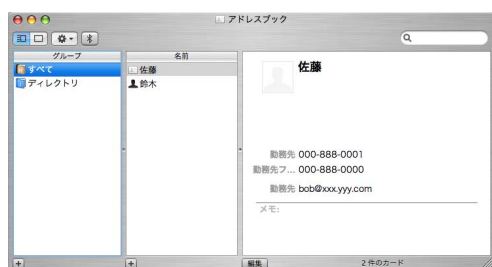 アドレスブック
グループ
すべて
ディレクトリ
名前
佐藤
鈴木
佐藤
勤務先 000-888-0001
勤務先フ... 000-888-0000
勤務先 bob@xxx.yyy.com
メモ:
編集
2 件のカード